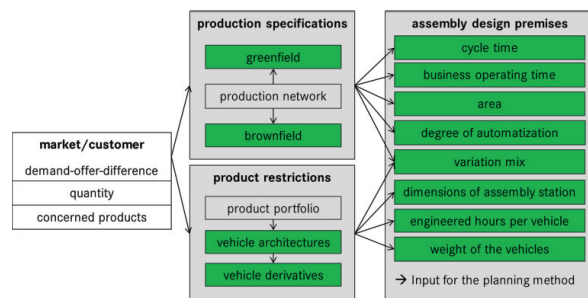 market/customer
demand-offer-difference
quantity
concerned products
production specifications
greenfield
production network
brownfield
product restrictions
product portfolio
vehicle architectures
vehicle derivatives
assembly design premises
cycle time
business operating time
area
degree of automatization
variation mix
dimensions of assembly station
engineered hours per vehicle
weight of the vehicles
→ Input for the planning method